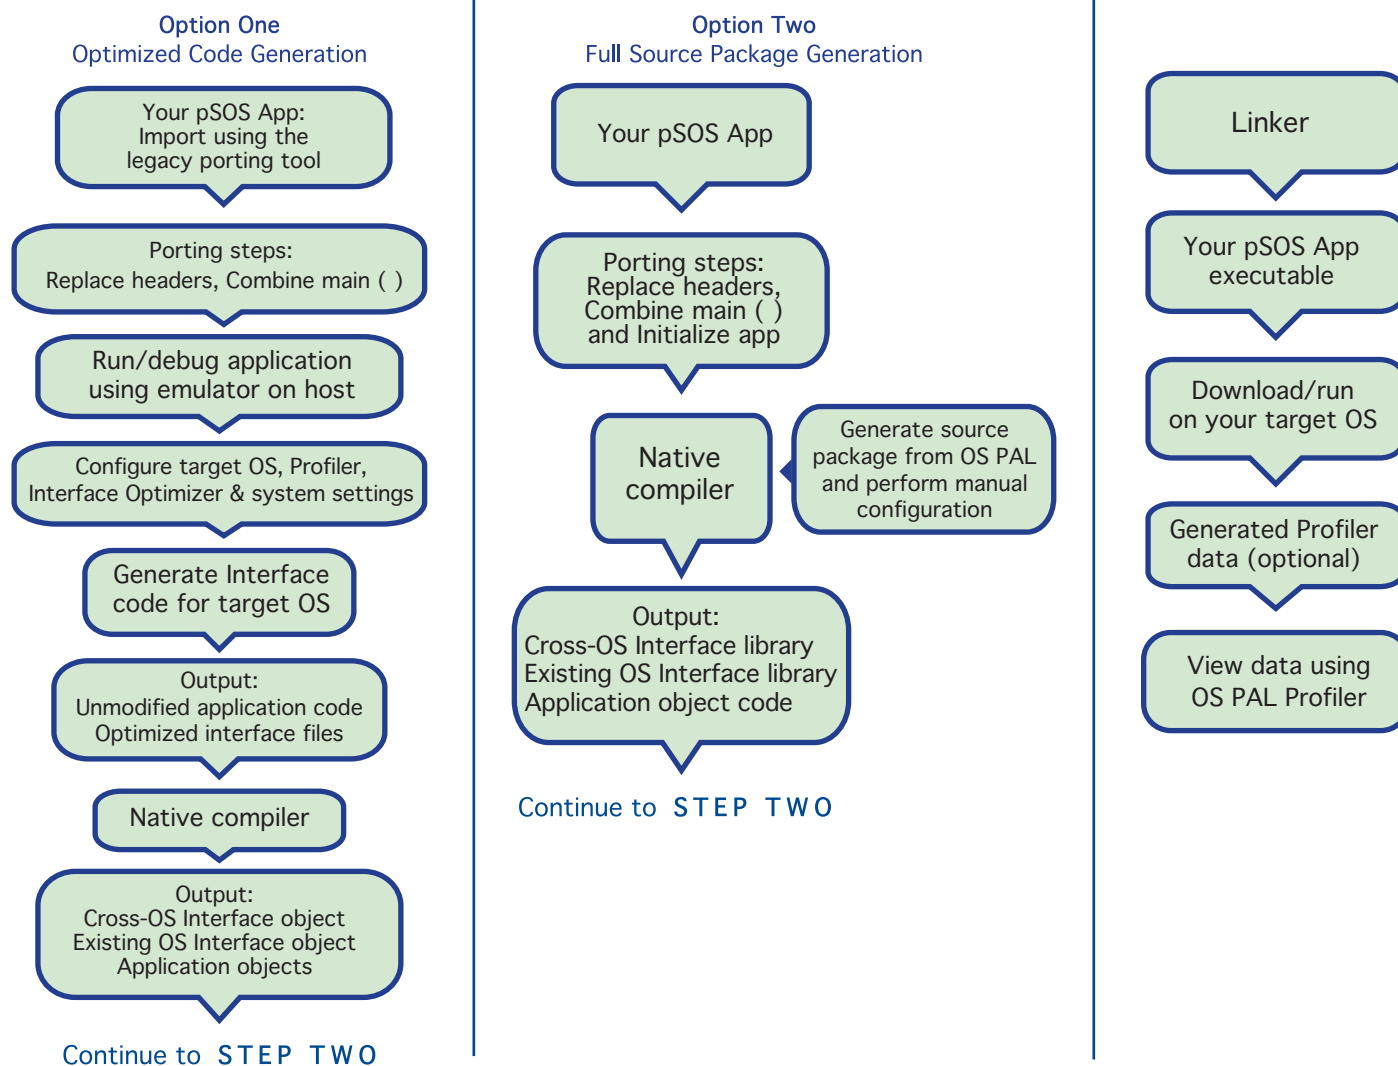 Option One
Optimized Code Generation
Your pSOS App:
Import using the
legacy porting tool
Porting steps:
Replace headers, Combine main ( )
Run/debug application
using emulator on host
Configure target OS, Profiler,
Interface Optimizer & system settings
Generate Interface
code for target OS
Output:
Unmodified application code
Optimized interface files
Native compiler
Output:
Cross-OS Interface object
Existing OS Interface object
Application objects
Continue to STEP TWO
Option Two
Full Source Package Generation
Your pSOS App
Porting steps:
Replace headers,
Combine main ( )
and Initialize app
Native
compiler
Generate source
package from OS PAL
and perform manual
configuration
Output:
Cross-OS Interface library
Existing OS Interface library
Application object code
Continue to STEP TWO
Linker
Your pSOS App
executable
Download/run
on your target OS
Generated Profiler
data (optional)
View data using
OS PAL Profiler